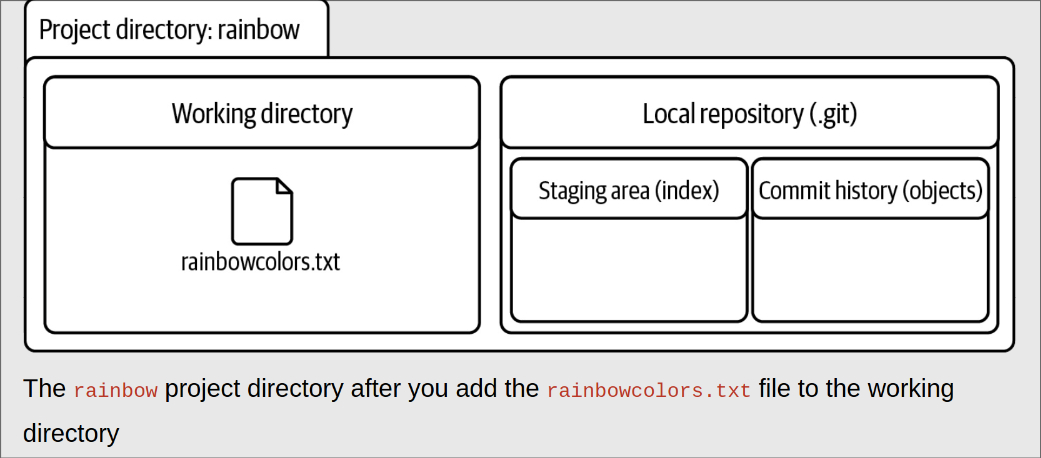 Project directory: rainbow
Working directory
Local repository (.git)
Staging area (index)
Commit history (objects)
rainbowcolors.txt
The rainbow project directory after you add the rainbowcolors.txt file to the working
directory